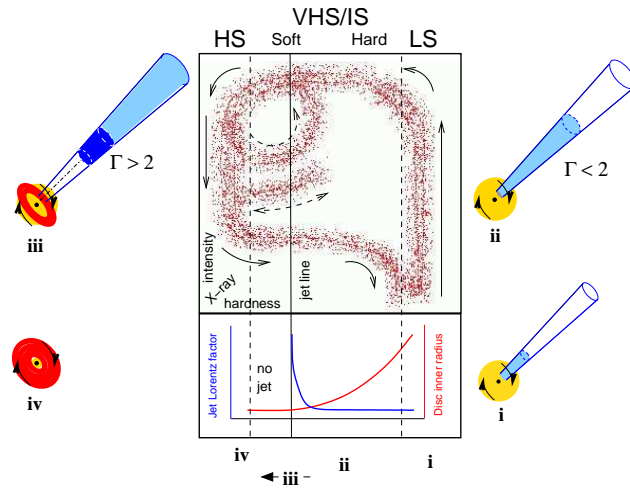 VHS/IS
HS
Soft
Hard
LS
Γ > 2
Γ < 2
iii
ii
intensity
X−ray
hardness
jet line
Jet Lorentz factor
no
jet
Disc inner radius
iv
i
iv
iii
ii
i